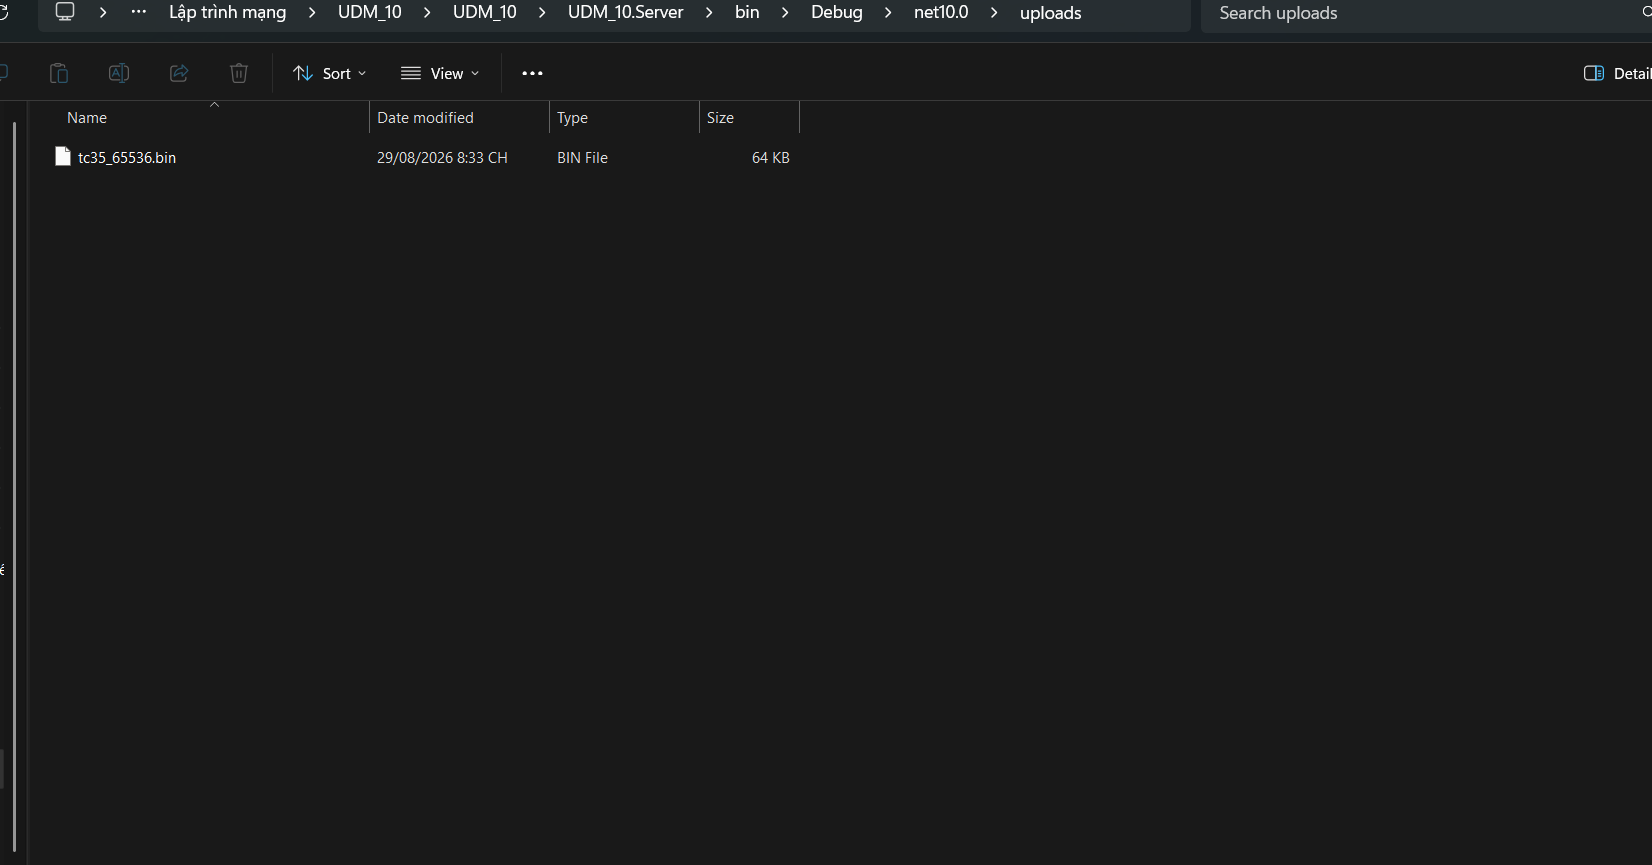 ··· Lập trình mạng > UDM_10 > UDM_10 > UDM_10.Server > bin > Debug > net10.0 > uploads Search uploads
Sort View ···
Name Date modified Type Size
tc35_65536.bin 29/08/2026 8:33 CH BIN File 64 KB